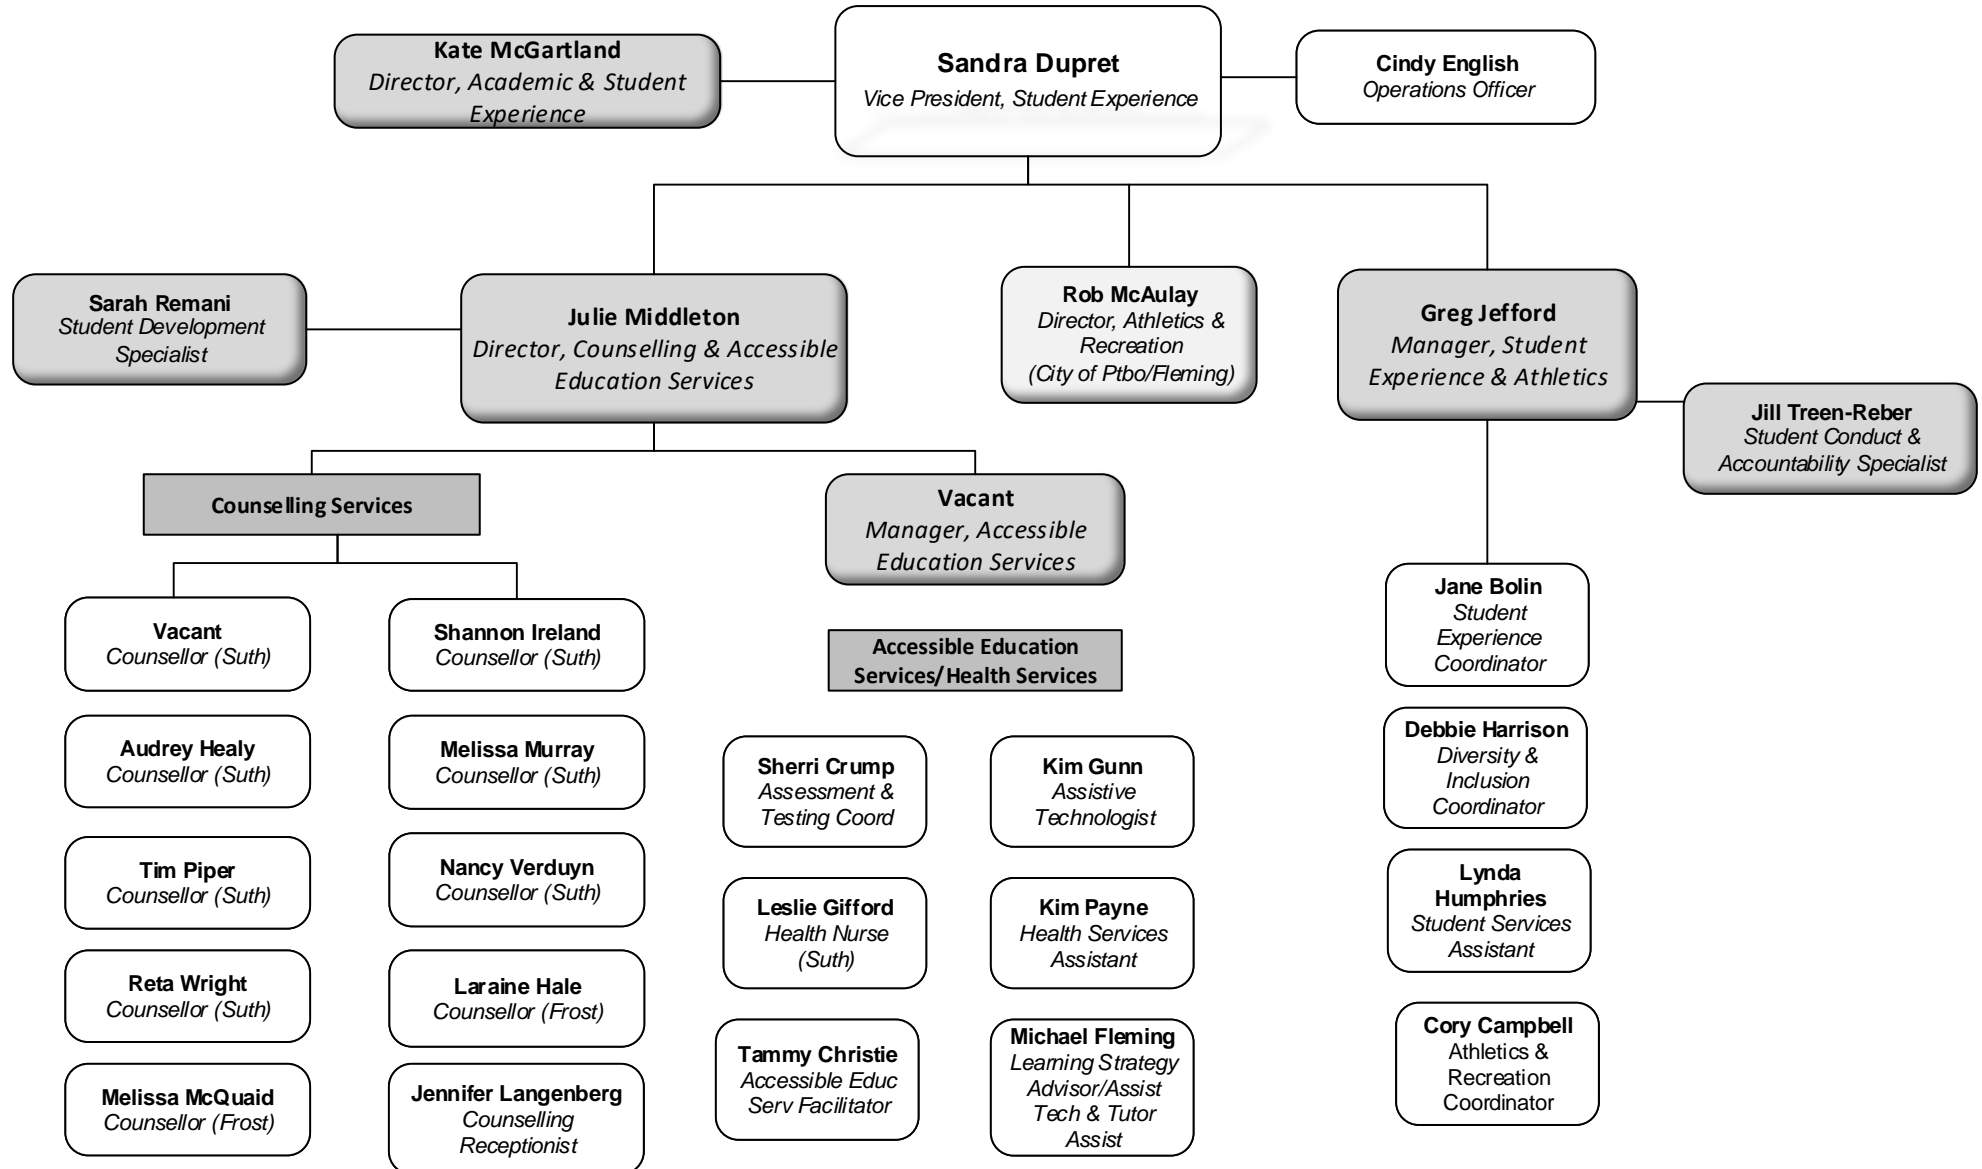 Kate McGartland
Director, Academic & Student
Experience
Sandra Dupret
Vice President, Student Experience
Cindy English
Operations Officer
Sarah Remani
Student Development
Specialist
Julie Middleton
Director, Counselling & Accessible
Education Services
Rob McAulay
Director, Athletics &
Recreation
(City of Ptbo/Fleming)
Greg Jefford
Manager, Student
Experience & Athletics
Jill Treen-Reber
Student Conduct &
Accountability Specialist
Counselling Services
Vacant
Manager, Accessible
Education Services
Vacant
Counsellor (Suth)
Shannon Ireland
Counsellor (Suth)
Audrey Healy
Counsellor (Suth)
Melissa Murray
Counsellor (Suth)
Tim Piper
Counsellor (Suth)
Nancy Verduyn
Counsellor (Suth)
Reta Wright
Counsellor (Suth)
Laraine Hale
Counsellor (Frost)
Melissa McQuaid
Counsellor (Frost)
Jennifer Langenberg
Counselling
Receptionist
Accessible Education
Services/Health Services
Sherri Crump
Assessment &
Testing Coord
Kim Gunn
Assistive
Technologist
Leslie Gifford
Health Nurse
(Suth)
Kim Payne
Health Services
Assistant
Tammy Christie
Accessible Educ
Serv Facilitator
Michael Fleming
Learning Strategy
Advisor/Assist
Tech & Tutor
Assist
Jane Bolin
Student
Experience
Coordinator
Debbie Harrison
Diversity &
Inclusion
Coordinator
Lynda
Humphries
Student Services
Assistant
Cory Campbell
Athletics &
Recreation
Coordinator